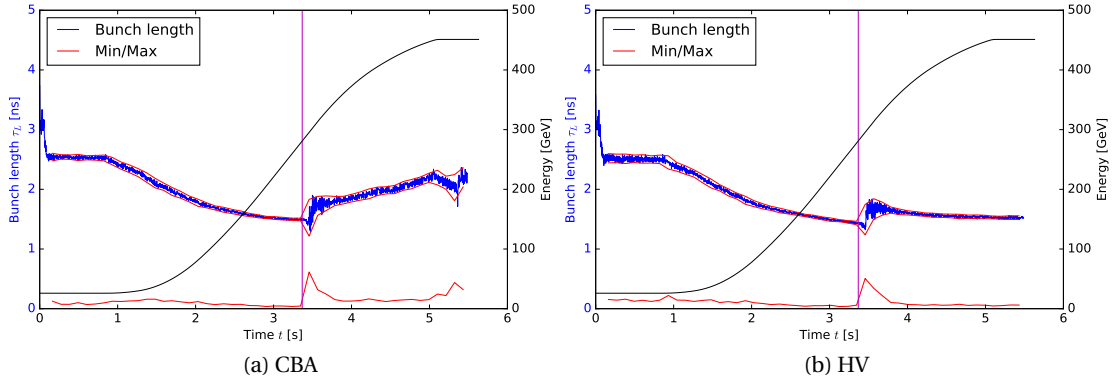 Bunch length
Min/Max
5
4
3
2
1
0
Bunch length τL [ns]
500
400
300
200
100
0
Energy [GeV]
0 1 2 3 4 5 6
Time t [s]
(a) CBA
Bunch length
Min/Max
5
4
3
2
1
0
Bunch length τL [ns]
500
400
300
200
100
0
Energy [GeV]
0 1 2 3 4 5 6
Time t [s]
(b) HV